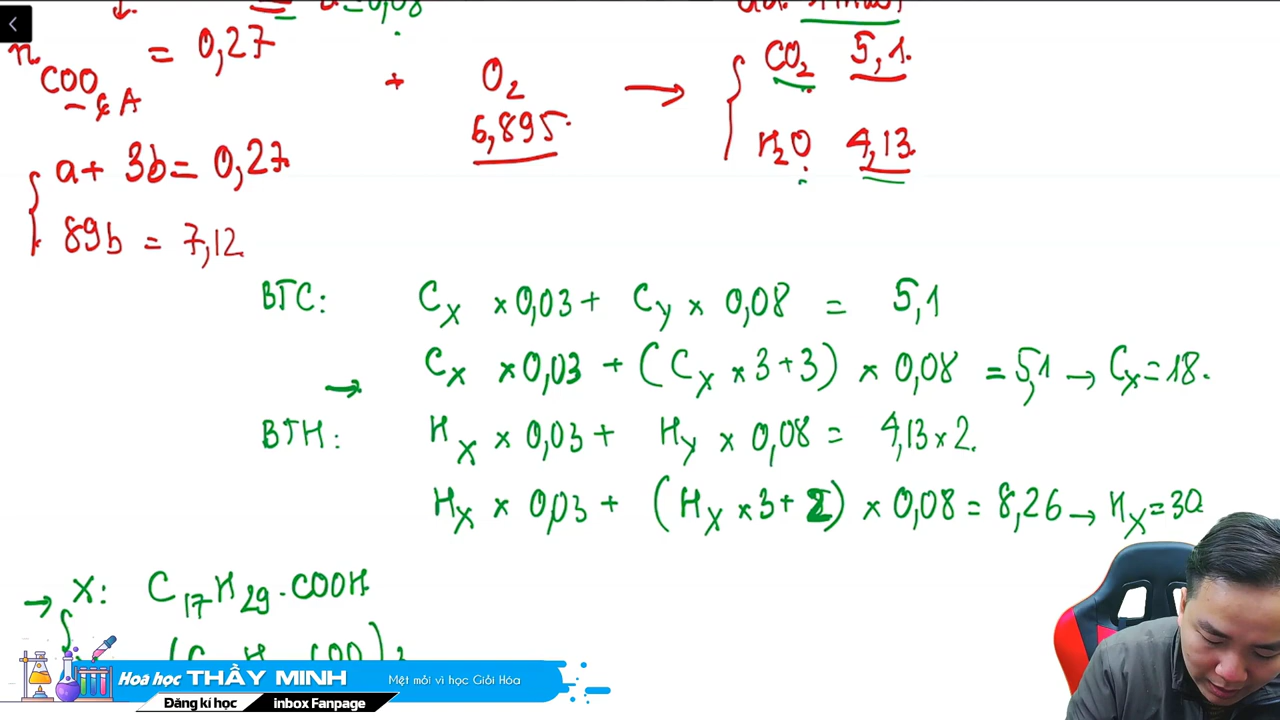 = 0,08
n COO & A = 0,27
+ O2 → CO2 5,1.
6,895.
H2O 4,13.
a + 3b = 0,27
89b = 7,12.
BTC: Cx × 0,03 + Cy × 0,08 = 5,1
→ Cx × 0,03 + (Cx × 3 + 3) × 0,08 = 5,1 → Cx = 18.
BTH: Hx × 0,03 + Hy × 0,08 = 4,13 × 2.
Hx × 0,03 + (Hx × 3 + 2) × 0,08 = 8,26 → Hx = 30
→ X: C17H29-COOH
Hoá học THẦY MINH
Mệt mỏi vì học Giỏi Hóa
Đăng kí học
inbox Fanpage